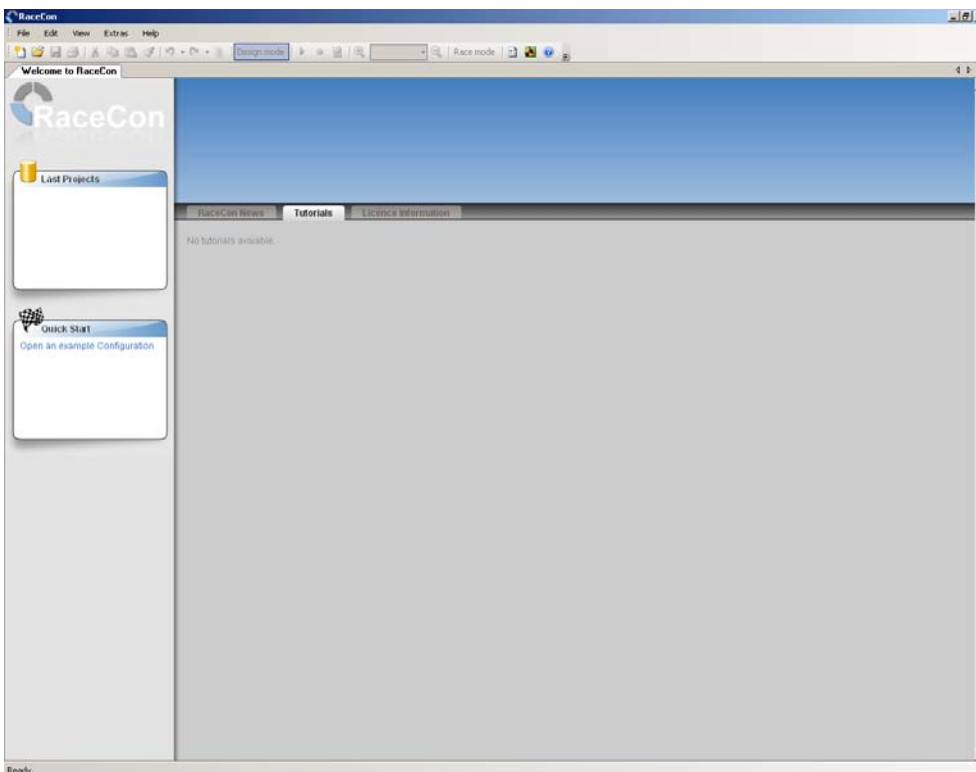 RaceCon
File Edit View Extras Help
Design mode Race mode
Welcome to RaceCon
RaceCon
Last Projects
RaceCon News Tutorials Licence Information
No tutorials available.
Quick Start
Open an example Configuration
Ready.